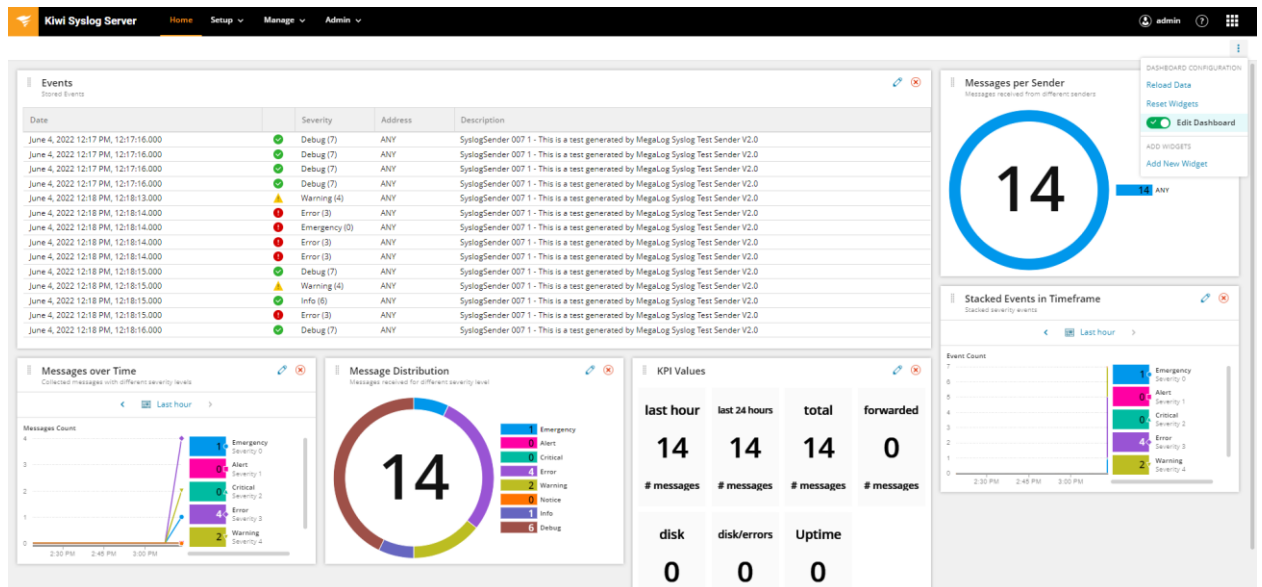 Kiwi Syslog Server Home Setup Manage Admin admin ?
Events
Stored Events
Date Severity Address Description
June 4, 2022 12:17 PM, 12:17:16.000 Debug (7) ANY SyslogSender 007 1 - This is a test generated by MegaLog Syslog Test Sender V2.0
June 4, 2022 12:17 PM, 12:17:16.000 Debug (7) ANY SyslogSender 007 1 - This is a test generated by MegaLog Syslog Test Sender V2.0
June 4, 2022 12:17 PM, 12:17:16.000 Debug (7) ANY SyslogSender 007 1 - This is a test generated by MegaLog Syslog Test Sender V2.0
June 4, 2022 12:17 PM, 12:17:16.000 Debug (7) ANY SyslogSender 007 1 - This is a test generated by MegaLog Syslog Test Sender V2.0
June 4, 2022 12:18 PM, 12:18:13.000 Warning (4) ANY SyslogSender 007 1 - This is a test generated by MegaLog Syslog Test Sender V2.0
June 4, 2022 12:18 PM, 12:18:14.000 Error (3) ANY SyslogSender 007 1 - This is a test generated by MegaLog Syslog Test Sender V2.0
June 4, 2022 12:18 PM, 12:18:14.000 Emergency (0) ANY SyslogSender 007 1 - This is a test generated by MegaLog Syslog Test Sender V2.0
June 4, 2022 12:18 PM, 12:18:14.000 Error (3) ANY SyslogSender 007 1 - This is a test generated by MegaLog Syslog Test Sender V2.0
June 4, 2022 12:18 PM, 12:18:14.000 Error (3) ANY SyslogSender 007 1 - This is a test generated by MegaLog Syslog Test Sender V2.0
June 4, 2022 12:18 PM, 12:18:15.000 Debug (7) ANY SyslogSender 007 1 - This is a test generated by MegaLog Syslog Test Sender V2.0
June 4, 2022 12:18 PM, 12:18:15.000 Warning (4) ANY SyslogSender 007 1 - This is a test generated by MegaLog Syslog Test Sender V2.0
June 4, 2022 12:18 PM, 12:18:15.000 Info (6) ANY SyslogSender 007 1 - This is a test generated by MegaLog Syslog Test Sender V2.0
June 4, 2022 12:18 PM, 12:18:15.000 Error (3) ANY SyslogSender 007 1 - This is a test generated by MegaLog Syslog Test Sender V2.0
June 4, 2022 12:18 PM, 12:18:16.000 Debug (7) ANY SyslogSender 007 1 - This is a test generated by MegaLog Syslog Test Sender V2.0
Messages per Sender
Messages received from different senders
14
14 ANY
DASHBOARD CONFIGURATION
Reload Data
Reset Widgets
Edit Dashboard
ADD WIDGETS
Add New Widget
Stacked Events in Timeframe
Stacked severity events
Last hour
Event Count
7
6
5
4
3
2
1
0
2:30 PM 2:45 PM 3:00 PM
1 Emergency
Severity 0
0 Alert
Severity 1
0 Critical
Severity 2
4 Error
Severity 3
2 Warning
Severity 4
Messages over Time
Collected messages with different severity levels
Last hour
Messages Count
4
3
2
1
0
2:30 PM 2:45 PM 3:00 PM
1 Emergency
Severity 0
0 Alert
Severity 1
0 Critical
Severity 2
4 Error
Severity 3
2 Warning
Severity 4
Message Distribution
Messages received for different severity level
14
1 Emergency
0 Alert
0 Critical
4 Error
2 Warning
0 Notice
1 Info
6 Debug
KPI Values
last hour last 24 hours total forwarded
14 14 14 0
# messages # messages # messages # messages
disk disk/errors Uptime
0 0 0